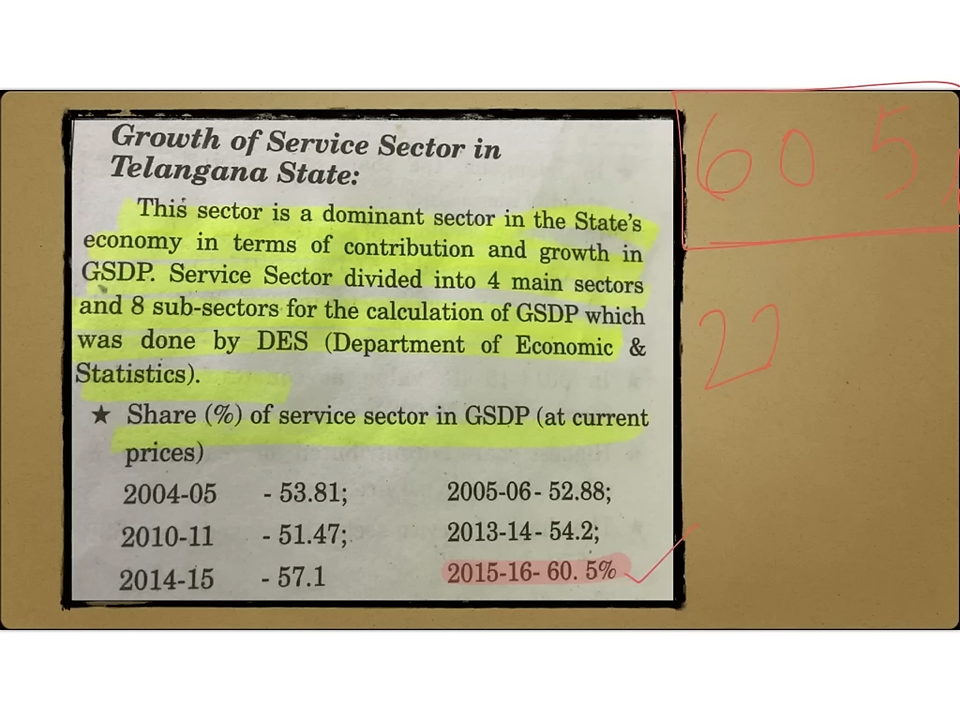 Growth of Service Sector in
Telangana State:
This sector is a dominant sector in the State's
economy in terms of contribution and growth in
GSDP. Service Sector divided into 4 main sectors
and 8 sub-sectors for the calculation of GSDP which
was done by DES (Department of Economic &
Statistics).
★ Share (%) of service sector in GSDP (at current
prices)
2004-05 - 53.81; 2005-06 - 52.88;
2010-11 - 51.47; 2013-14 - 54.2;
2014-15 - 57.1 2015-16 - 60. 5%
60 5